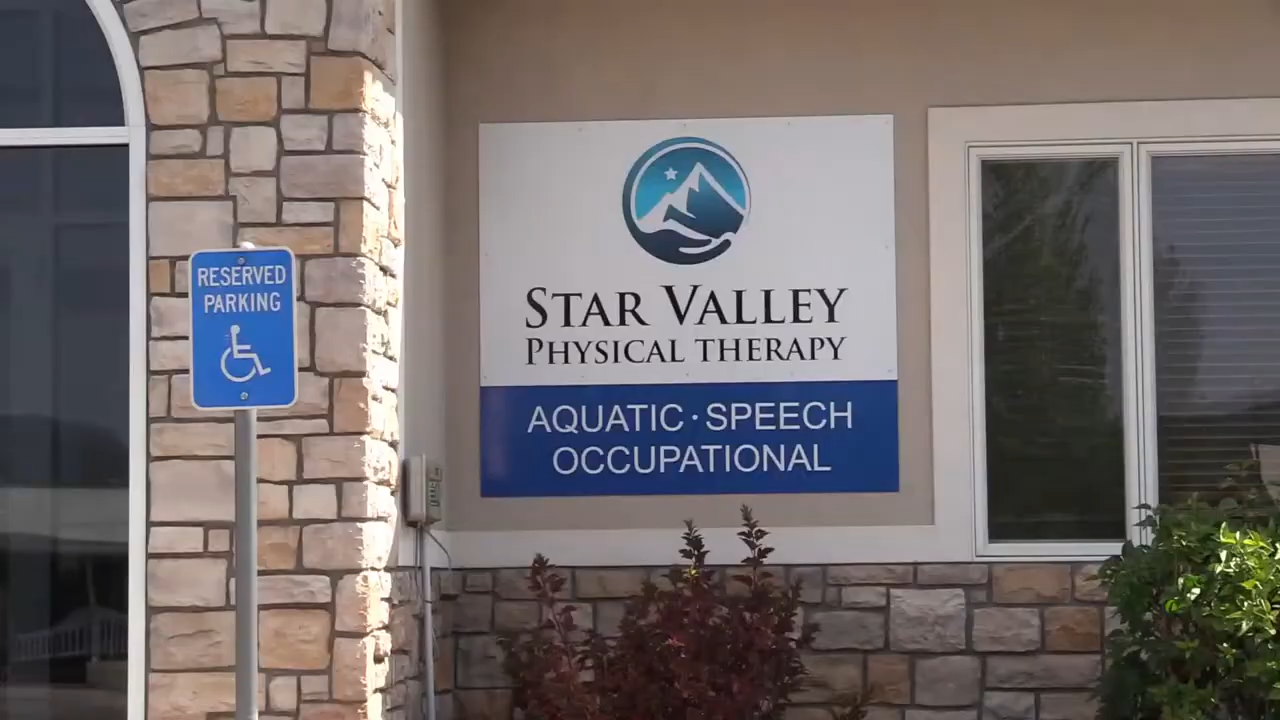 RESERVED
PARKING
STAR VALLEY
PHYSICAL THERAPY
AQUATIC · SPEECH
OCCUPATIONAL